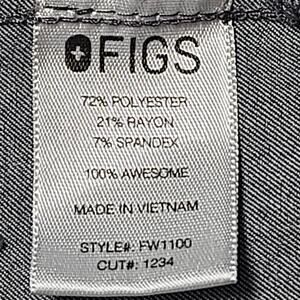 FIGS
72% POLYESTER
21% RAYON
7% SPANDEX
100% AWESOME
MADE IN VIETNAM
STYLE#: FW1100
CUT#: 1234